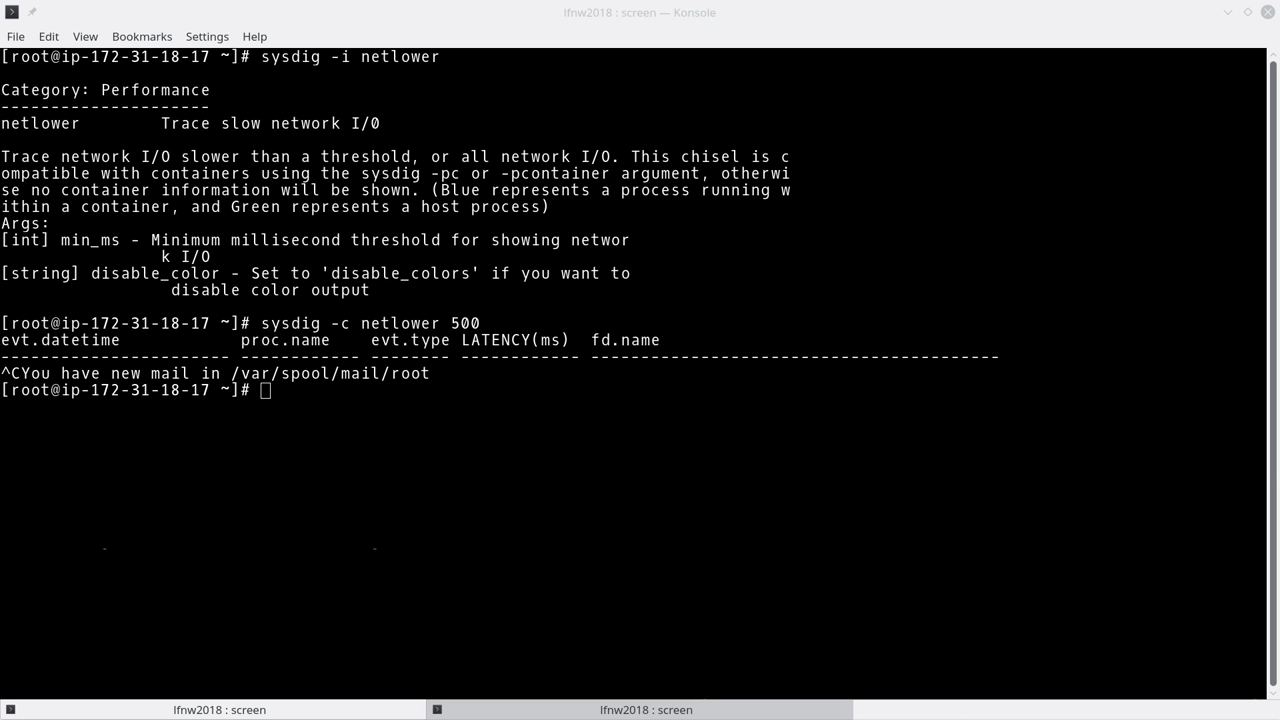 lfnw2018 : screen — Konsole
File Edit View Bookmarks Settings Help
[root@ip-172-31-18-17 ~]# sysdig -i netlower
Category: Performance
---------------------
netlower        Trace slow network I/O
Trace network I/O slower than a threshold, or all network I/O. This chisel is c
ompatible with containers using the sysdig -pc or -pcontainer argument, otherwi
se no container information will be shown. (Blue represents a process running w
ithin a container, and Green represents a host process)
Args:
[int] min_ms - Minimum millisecond threshold for showing networ
                k I/O
[string] disable_color - Set to 'disable_colors' if you want to
                 disable color output
[root@ip-172-31-18-17 ~]# sysdig -c netlower 500
evt.datetime            proc.name    evt.type LATENCY(ms)  fd.name
----------------------- ------------ -------- ------------ -----------------------------------------
^CYou have new mail in /var/spool/mail/root
[root@ip-172-31-18-17 ~]#
lfnw2018 : screen
lfnw2018 : screen